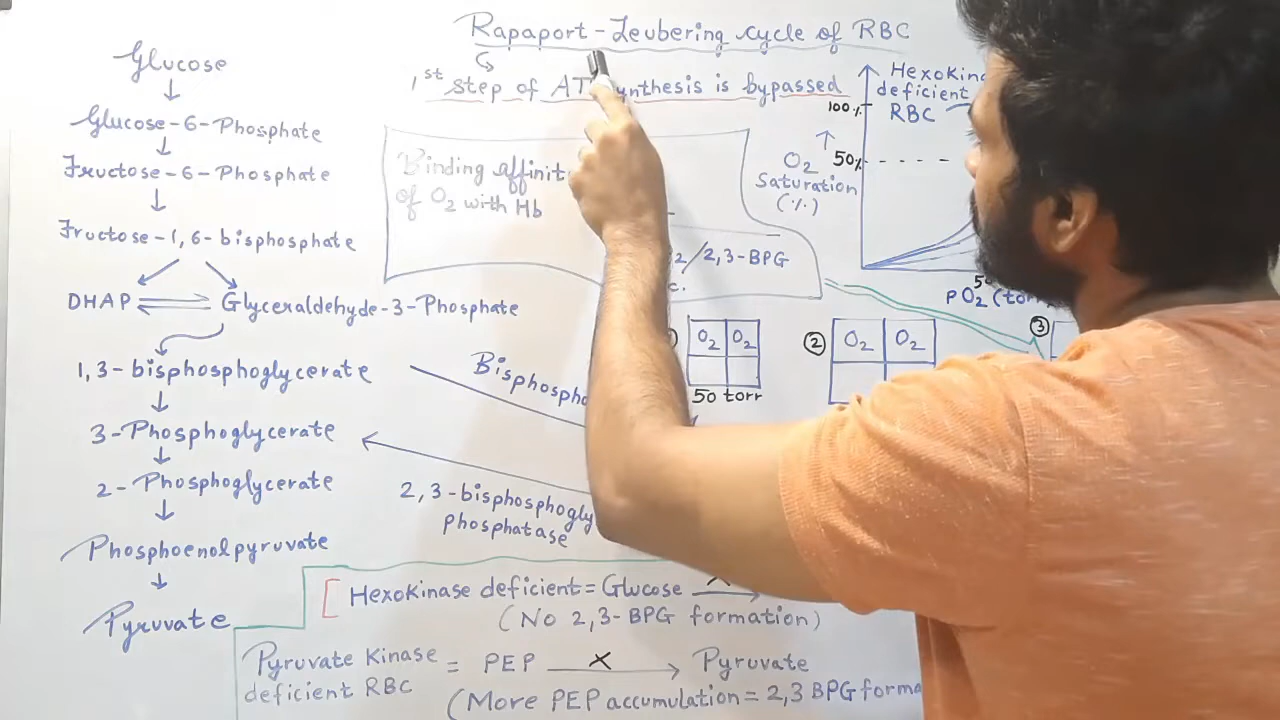 Rapaport-Leubering cycle of RBC
1st step of AT ynthesis is bypassed
Glucose
Glucose-6-Phosphate
Fructose-6-Phosphate
Fructose-1,6-bisphosphate
DHAP
Glyceraldehyde-3-Phosphate
1,3-bisphosphoglycerate
3-Phosphoglycerate
2-Phosphoglycerate
Phosphoenolpyruvate
Pyruvate
Binding affinit
of O2 with Hb
2/2,3-BPG
c.
Hexokin
deficient
RBC
100%
50%
O2
Saturation
(%)
50
pO2 (torr
O2 O2
50 torr
2
O2 O2
3
Bisphospho
2,3-bisphosphogly
phosphatase
Hexokinase deficient = Glucose x
(No 2,3-BPG formation)
Pyruvate Kinase
deficient RBC
= PEP x Pyruvate
(More PEP accumulation = 2,3 BPG forma